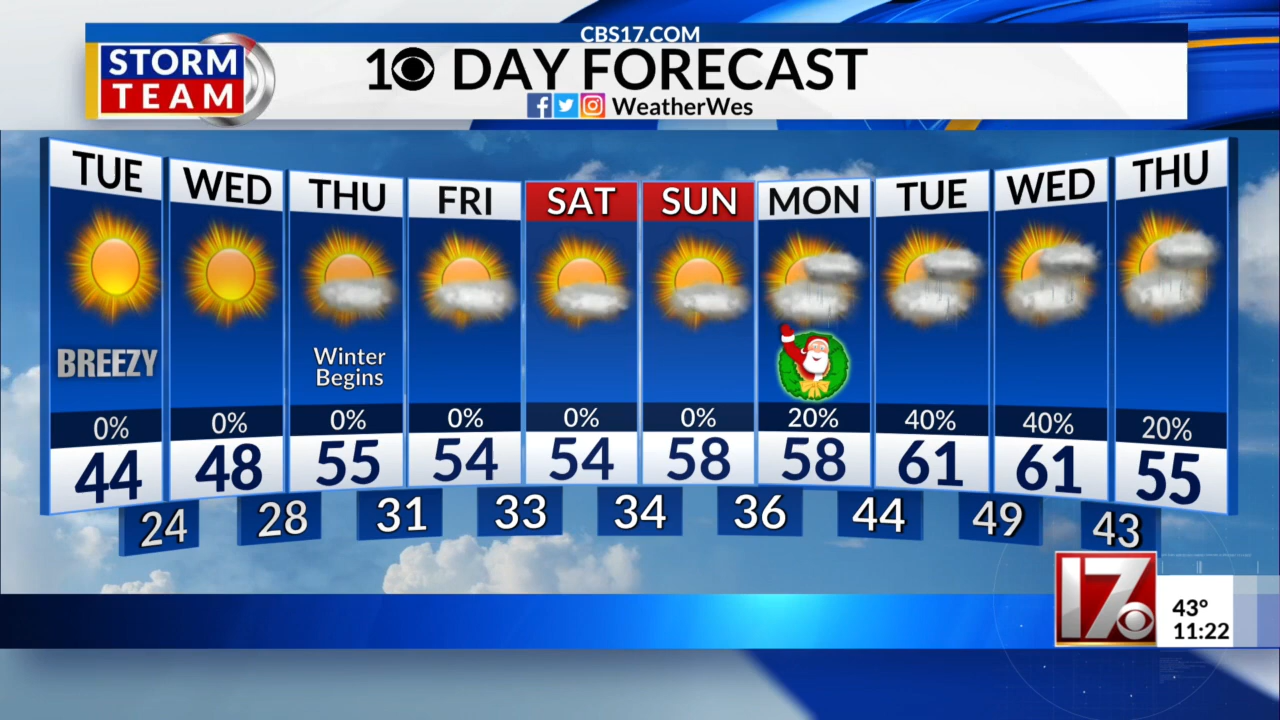 CBS17.COM
STORM
TEAM
10 DAY FORECAST
WeatherWes
TUE WED THU FRI SAT SUN MON TUE WED THU
BREEZY
Winter
Begins
0% 0% 0% 0% 0% 0% 20% 40% 40% 20%
44 48 55 54 54 58 58 61 61 55
24 28 31 33 34 36 44 49 43
17
43°
11:22